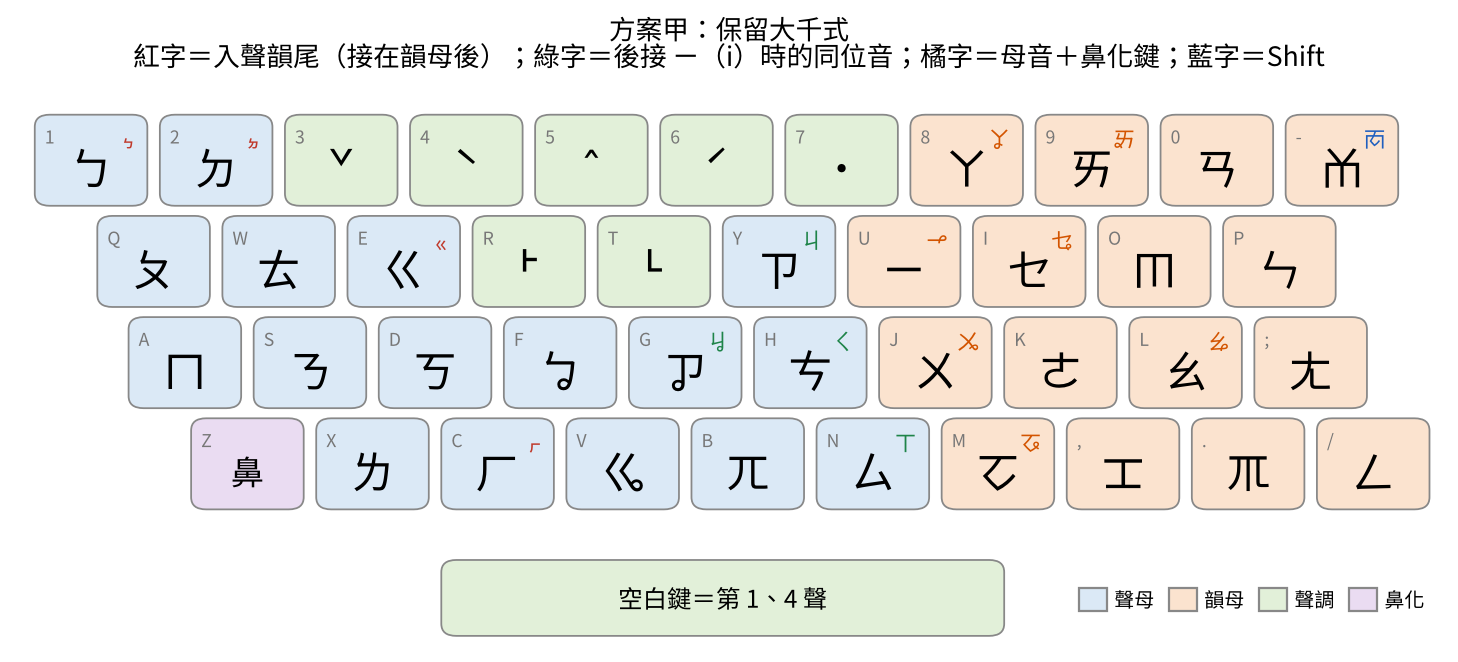 方案甲：保留大千式
紅字＝入聲韻尾（接在韻母後）；綠字＝後接 ㄧ（i）時的同位音；橘字＝母音＋鼻化鍵；藍字＝Shift
1 ㄅ ㆴ 2 ㄉ ㆵ 3 ˇ 4 ˋ 5 ˆ 6 ˊ 7 ˙ 8 ㄚ ㆩ 9 ㄞ ㆮ 0 ㄢ - ㆬ ㆱ
Q ㄆ W ㄊ E ㄍ ㆶ R ㆐ T ㆏ Y ㄗ ㄐ U ㄧ ㆪ I ㄝ ㆥ O ㆬ P ㄣ
A ㄇ S ㄋ D ㄎ F ㆠ G ㆡ ㆢ H ㄘ ㄑ J ㄨ ㆫ K ㄜ L ㄠ ㆯ ; ㄤ
Z 鼻 X ㄌ C ㄏ ㆷ V ㆣ B ㄫ N ㄙ ㄒ M ㆦ ㆧ , ㆤ . ㆭ / ㄥ
空白鍵＝第 1、4 聲
聲母 韻母 聲調 鼻化